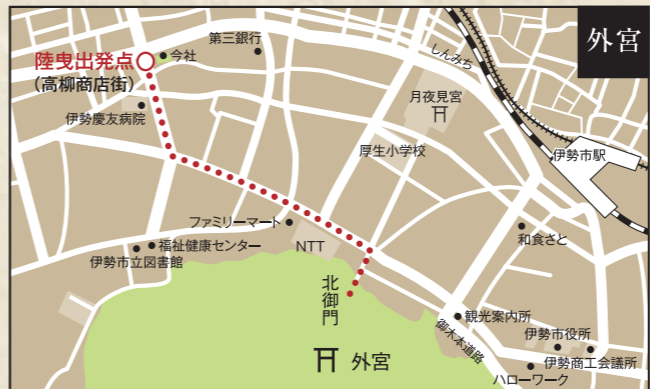 外宮
陸曳出発点
(高柳商店街)
今社
第三銀行
しんみち
月夜見宮
伊勢慶友病院
厚生小学校
伊勢市駅
ファミリーマート
福祉健康センター
NTT
和食さと
伊勢市立図書館
北御門
観光案内所
御木本道路
伊勢市役所
外宮
伊勢商工会議所
ハローワーク